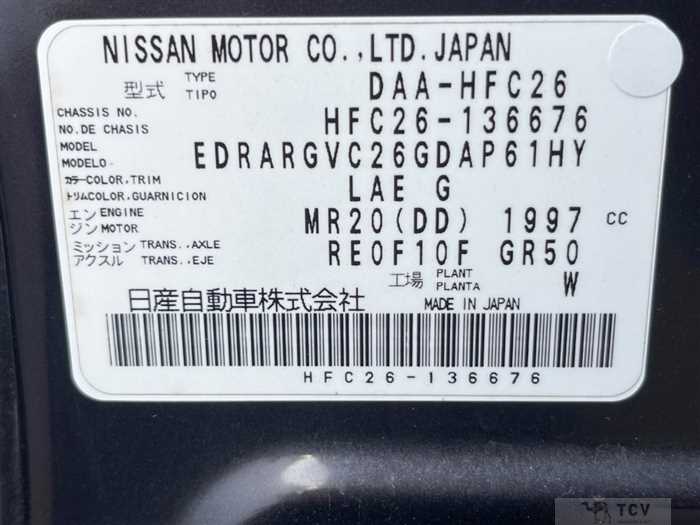 NISSAN MOTOR CO.,LTD.JAPAN
型式 TYPE TIPO DAA-HFC26
CHASSIS NO. NO.DE CHASIS HFC26-136676
MODEL MODELO EDRARGVC26GDAP61HY
カラー COLOR,TRIM トリムCOLOR,GUARNICION LAE G
エンジン ENGINE MOTOR MR20(DD) 1997 CC
ミッション TRANS.,AXLE アクスル TRANS.,EJE RE0F10F GR50
工場 PLANT PLANTA W
日産自動車株式会社 MADE IN JAPAN
HFC26-136676
TCV